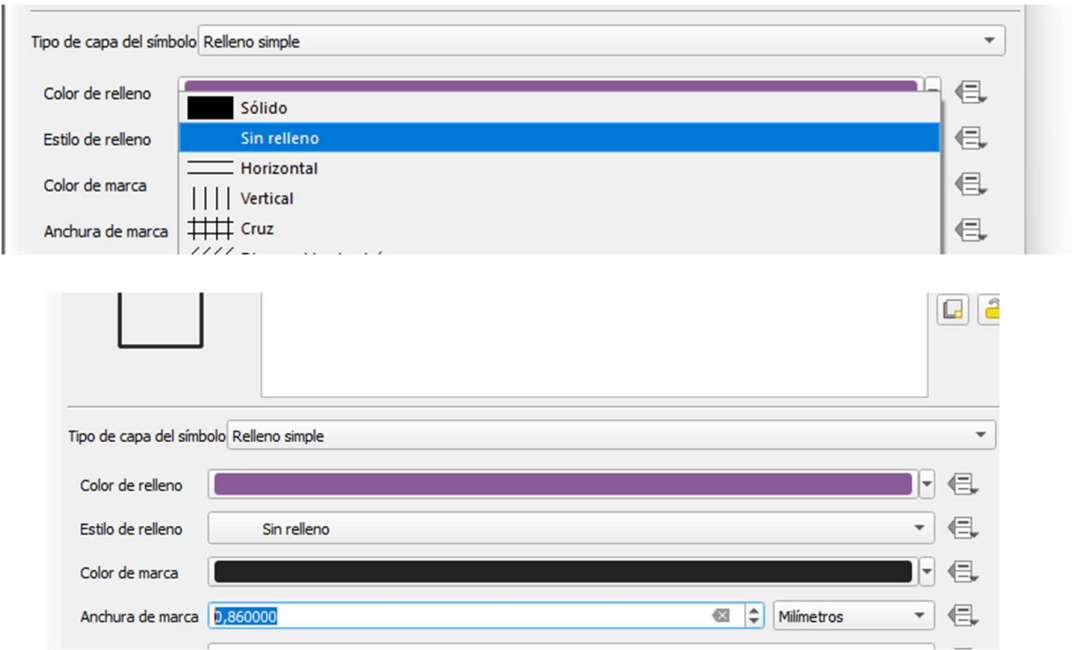 Tipo de capa del símbolo Relleno simple
Color de relleno
Sólido
Estilo de relleno Sin relleno
Horizontal
Color de marca
Vertical
Anchura de marca Cruz
Tipo de capa del símbolo Relleno simple
Color de relleno
Estilo de relleno Sin relleno
Color de marca
Anchura de marca 0,860000 Milímetros